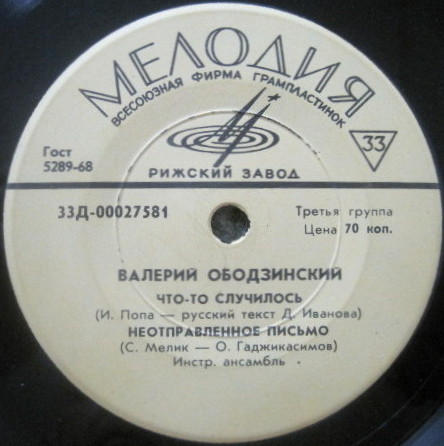 МЕЛОДИЯ
ВСЕСОЮЗНАЯ ФИРМА ГРАМПЛАСТИНОК
Гост
5289-68
33
РИЖСКИЙ ЗАВОД
33Д-00027581
Третья группа
Цена 70 коп.
ВАЛЕРИЙ ОБОДЗИНСКИЙ
ЧТО-ТО СЛУЧИЛОСЬ
(И. Попа — русский текст Д. Иванова)
НЕОТПРАВЛЕННОЕ ПИСЬМО
(С. Мелик — О. Гаджикасимов)
Инстр. ансамбль